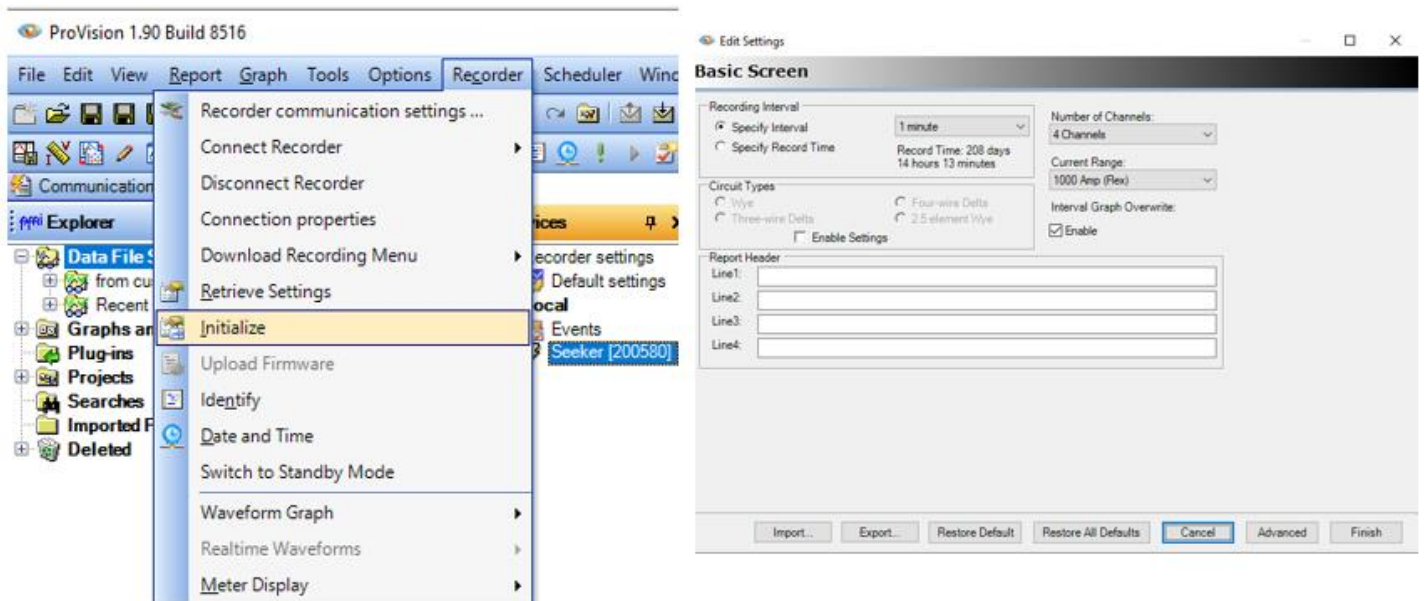 ProVision 1.90 Build 8516
File Edit View Report Graph Tools Options Recorder Scheduler
Communication
Explorer
Data File
from
Recent
Graphs
Plug-ins
Projects
Searches
Imported
Deleted
Recorder communication settings ...
Connect Recorder
Disconnect Recorder
Connection properties
Download Recording Menu
Retrieve Settings
Initialize
Upload Firmware
Identify
Date and Time
Switch to Standby Mode
Waveform Graph
Realtime Waveforms
Meter Display
settings
Default settings
Events
Seeker [200580]
Edit Settings
Basic Screen
Recording Interval
Specify Interval
1 minute
Specify Record Time
Record Time: 208 days
14 hours 13 minutes
Number of Channels:
4 Channels
Current Range:
1000 Amp (Flex)
Interval Graph Overwrite:
Enable
Circuit Types
Wye
Four-wire Delta
Three-wire Delta
2.5 element Wye
Enable Settings
Report Header
Line1:
Line2:
Line3:
Line4:
Import...
Export...
Restore Default
Restore All Defaults
Cancel
Advanced
Finish